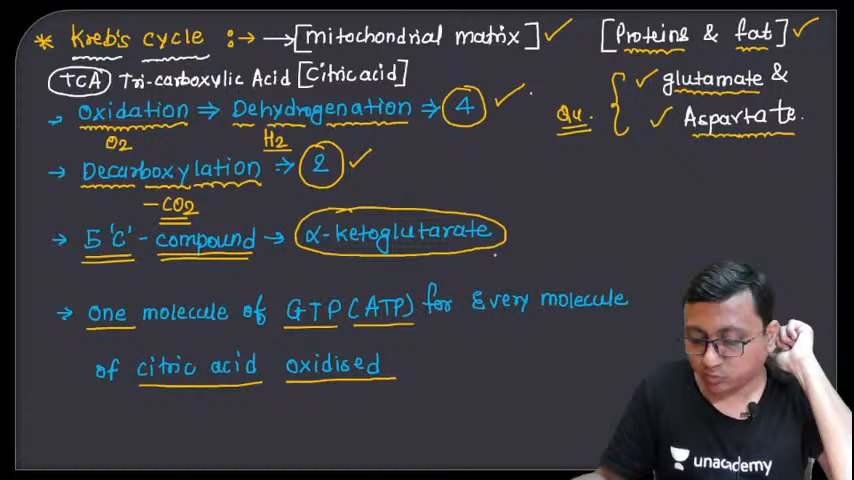 * Kreb's cycle :→ → [mitochondrial matrix] ✓ [Proteins & fat] ✓
TCA Tri-carboxylic Acid [Citric acid]
✓ glutamate &
→ Oxidation ⇒ Dehydrogenation ⇒ 4 ✓
Qu. { ✓ Aspartate.
O2 H2
→ Decarboxylation ⇒ 2 ✓
- CO2
→ 5 'C' - compound → α-ketoglutarate
→ One molecule of GTP(ATP) for Every molecule
of citric acid oxidised
unacademy